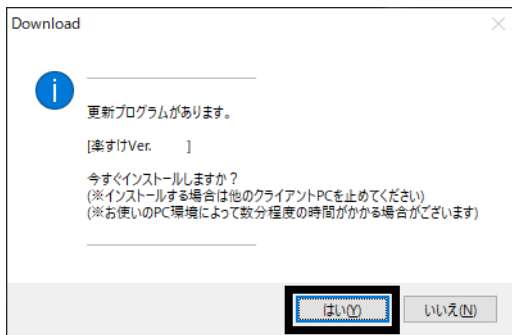 Download
更新プログラムがあります。
[楽すけVer.　　]
今すぐインストールしますか？
(※インストールする場合は他のクライアントPCを止めてください)
(※お使いのPC環境によって数分程度の時間がかかる場合がございます)
はい(Y)
いいえ(N)